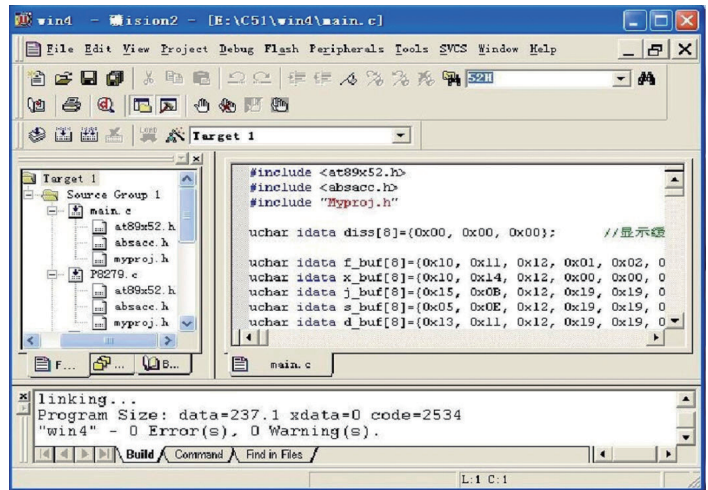 win4 - µision2 - [E:\C51\win4\main.c]
File Edit View Project Debug Flash Peripherals Tools SVCS Window Help
52H
Target 1
Target 1
Source Group 1
main.c
at89x52.h
absacc.h
myproj.h
P8279.c
at89x52.h
absacc.h
myproj.h
F... ... B...
#include <at89x52.h>
#include <absacc.h>
#include "Myproj.h"
uchar idata diss[8]={0x00, 0x00, 0x00}; //显示缓
uchar idata f_buf[8]={0x10, 0x11, 0x12, 0x01, 0x02, 0
uchar idata x_buf[8]={0x10, 0x14, 0x12, 0x00, 0x00, 0
uchar idata j_buf[8]={0x15, 0x0B, 0x12, 0x19, 0x19, 0
uchar idata s_buf[8]={0x05, 0x0E, 0x12, 0x19, 0x19, 0
uchar idata d_buf[8]={0x13, 0x11, 0x12, 0x19, 0x19, 0
main.c
linking...
Program Size: data=237.1 xdata=0 code=2534
"win4" - 0 Error(s), 0 Warning(s).
Build Command Find in Files
L:1 C:1